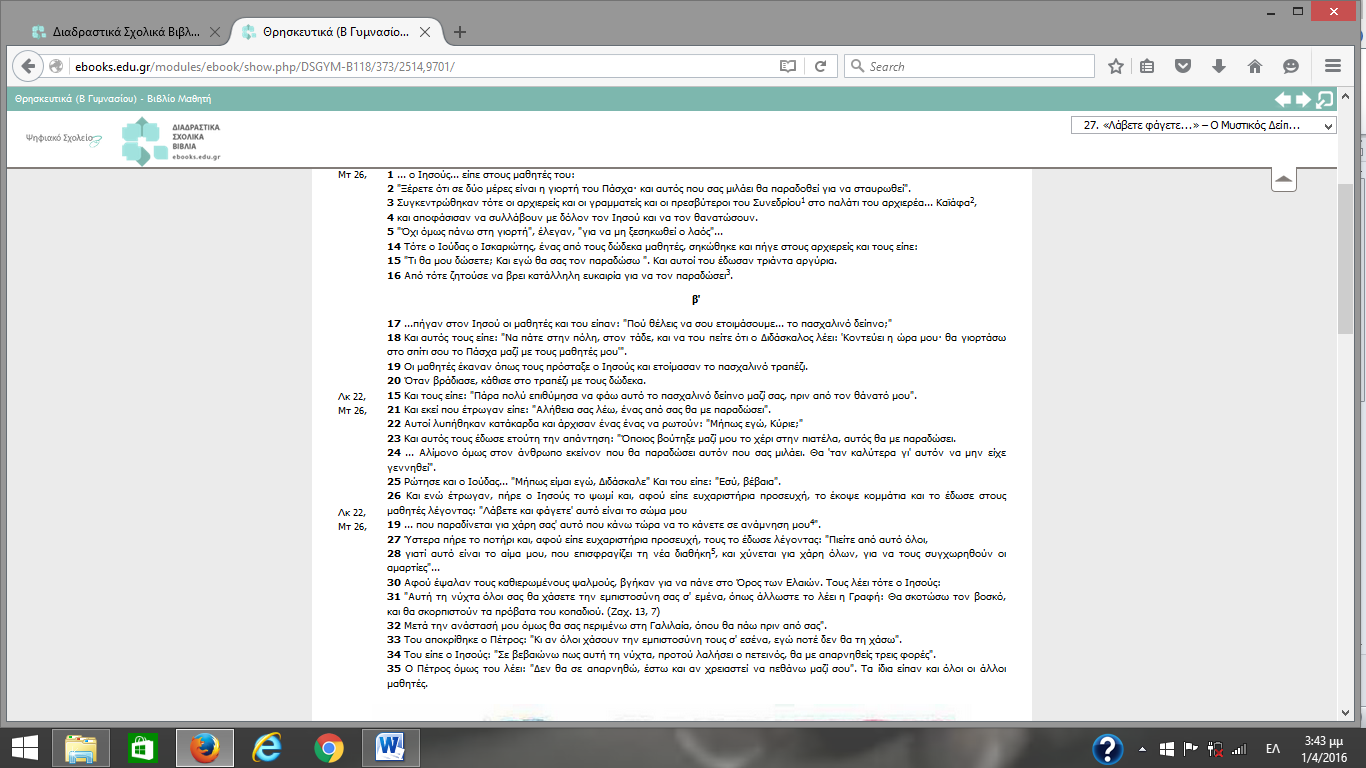 Διαδραστικά Σχολικά Βιβλ...
Θρησκευτικά (Β Γυμνασίο...
ebooks.edu.gr/modules/ebook/show.php/DSGYM-B118/373/2514,9701/
Search
Θρησκευτικά (Β Γυμνασίου) - Βιβλίο Μαθητή
Ψηφιακό Σχολείο
ΔΙΑΔΡΑΣΤΙΚΑ
ΣΧΟΛΙΚΑ
ΒΙΒΛΙΑ
ebooks.edu.gr
27. «Λάβετε φάγετε...» – Ο Μυστικός Δείπ...
Μτ 26, 1 ... ο Ιησούς... είπε στους μαθητές του:
2 "Ξέρετε ότι σε δύο μέρες είναι η γιορτή του Πάσχα· και αυτός που σας μιλάει θα παραδοθεί για να σταυρωθεί".
3 Συγκεντρώθηκαν τότε οι αρχιερείς και οι γραμματείς και οι πρεσβύτεροι του Συνεδρίου1 στο παλάτι του αρχιερέα... Καϊάφα2,
4 και αποφάσισαν να συλλάβουν με δόλον τον Ιησού και να τον θανατώσουν.
5 "Όχι όμως πάνω στη γιορτή", έλεγαν, "για να μη ξεσηκωθεί ο λαός"...
14 Τότε ο Ιούδας ο Ισκαριώτης, ένας από τους δώδεκα μαθητές, σηκώθηκε και πήγε στους αρχιερείς και τους είπε:
15 "Τι θα μου δώσετε; Και εγώ θα σας τον παραδώσω ". Και αυτοί του έδωσαν τριάντα αργύρια.
16 Από τότε ζητούσε να βρει κατάλληλη ευκαιρία για να τον παραδώσει3.
β'
17 ...πήγαν στον Ιησού οι μαθητές και του είπαν: "Πού θέλεις να σου ετοιμάσουμε... το πασχαλινό δείπνο;"
18 Και αυτός τους είπε: "Να πάτε στην πόλη, στον τάδε, και να του πείτε ότι ο Διδάσκαλος λέει: 'Κοντεύει η ώρα μου· θα γιορτάσω
στο σπίτι σου το Πάσχα μαζί με τους μαθητές μου'".
19 Οι μαθητές έκαναν όπως τους πρόσταξε ο Ιησούς και ετοίμασαν το πασχαλινό τραπέζι.
20 Όταν βράδιασε, κάθισε στο τραπέζι με τους δώδεκα.
Λκ 22, 15 Και τους είπε: "Πάρα πολύ επιθύμησα να φάω αυτό το πασχαλινό δείπνο μαζί σας, πριν από τον θάνατό μου".
Μτ 26, 21 Και εκεί που έτρωγαν είπε: "Αλήθεια σας λέω, ένας από σας θα με παραδώσει".
22 Αυτοί λυπήθηκαν κατάκαρδα και άρχισαν ένας ένας να ρωτούν: "Μήπως εγώ, Κύριε;"
23 Και αυτός τους έδωσε ετούτη την απάντηση: "Όποιος βούτηξε μαζί μου το χέρι στην πιατέλα, αυτός θα με παραδώσει.
24 ... Αλίμονο όμως στον άνθρωπο εκείνον που θα παραδώσει αυτόν που σας μιλάει. Θα 'ταν καλύτερα γι' αυτόν να μην είχε
γεννηθεί".
25 Ρώτησε και ο Ιούδας... "Μήπως είμαι εγώ, Διδάσκαλε" Και του είπε: "Εσύ, βέβαια".
26 Και ενώ έτρωγαν, πήρε ο Ιησούς το ψωμί και, αφού είπε ευχαριστήρια προσευχή, το έκοψε κομμάτια και το έδωσε στους
Λκ 22, μαθητές λέγοντας: "Λάβετε και φάγετε' αυτό είναι το σώμα μου
Μτ 26, 19 ... που παραδίνεται για χάρη σας' αυτό που κάνω τώρα να το κάνετε σε ανάμνηση μου4".
27 Ύστερα πήρε το ποτήρι και, αφού είπε ευχαριστήρια προσευχή, τους το έδωσε λέγοντας: "Πιείτε από αυτό όλοι,
28 γιατί αυτό είναι το αίμα μου, που επισφραγίζει τη νέα διαθήκη5, και χύνεται για χάρη όλων, για να τους συγχωρηθούν οι
αμαρτίες"...
30 Αφού έψαλαν τους καθιερωμένους ψαλμούς, βγήκαν για να πάνε στο Όρος των Ελαιών. Τους λέει τότε ο Ιησούς:
31 "Αυτή τη νύχτα όλοι σας θα χάσετε την εμπιστοσύνη σας σ' εμένα, όπως άλλωστε το λέει η Γραφή: Θα σκοτώσω τον βοσκό,
και θα σκορπιστούν τα πρόβατα του κοπαδιού. (Ζαχ. 13, 7)
32 Μετά την ανάστασή μου όμως θα σας περιμένω στη Γαλιλαία, όπου θα πάω πριν από σας".
33 Του αποκρίθηκε ο Πέτρος: "Κι αν όλοι χάσουν την εμπιστοσύνη τους σ' εσένα, εγώ ποτέ δεν θα τη χάσω".
34 Του είπε ο Ιησούς: "Σε βεβαιώνω πως αυτή τη νύχτα, προτού λαλήσει ο πετεινός, θα με απαρνηθείς τρεις φορές".
35 Ο Πέτρος όμως του λέει: "Δεν θα σε απαρνηθώ, έστω και αν χρειαστεί να πεθάνω μαζί σου". Τα ίδια είπαν και όλοι οι άλλοι
μαθητές.
ΕΛ
3:43 μμ
1/4/2016